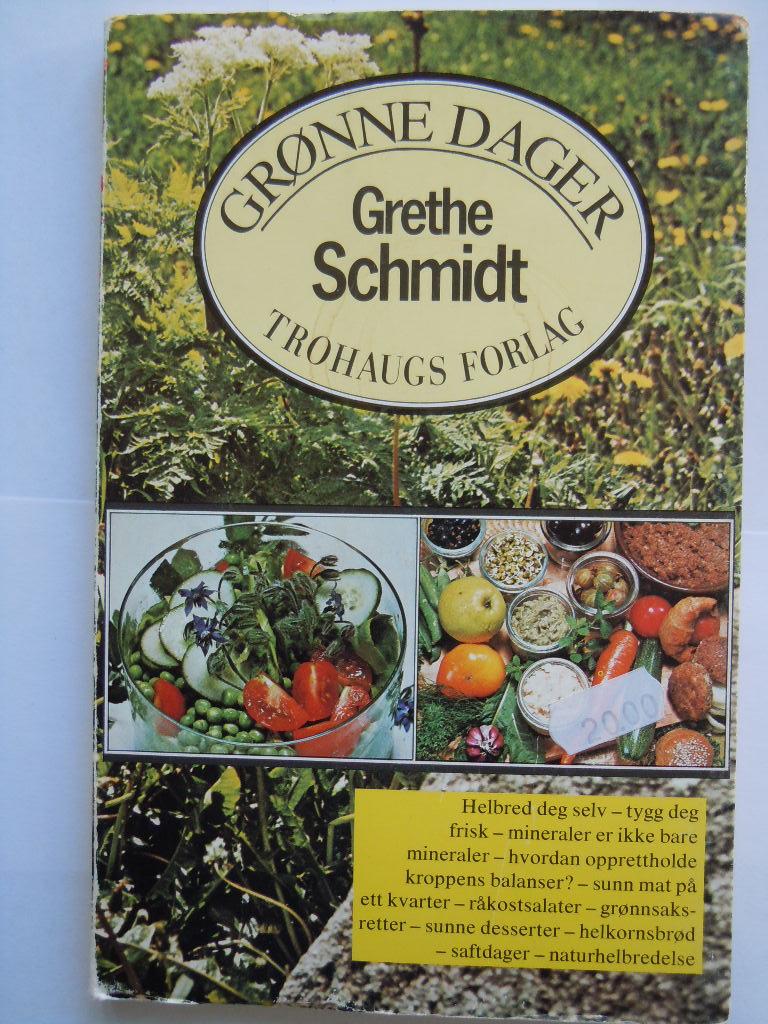 GRØNNE DAGER
Grethe
Schmidt
TROHAUGS FORLAG
20.00
Helbred deg selv – tygg deg
frisk – mineraler er ikke bare
mineraler – hvordan opprettholde
kroppens balanser? – sunn mat på
ett kvarter – råkostsalater – grønnsaks-
retter – sunne desserter – helkornsbrød
– saftdager – naturhelbredelse